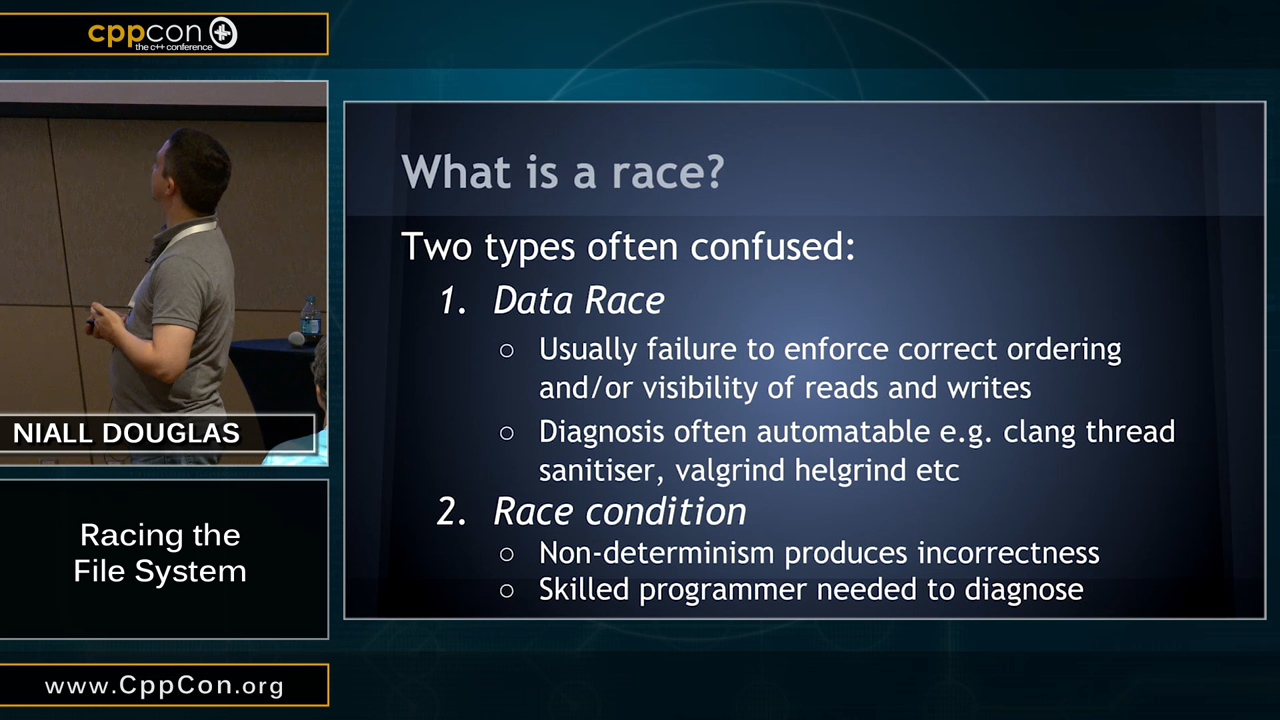 cppcon
the c++ conference
NIALL DOUGLAS
Racing the
File System
www.CppCon.org
What is a race?
Two types often confused:
1. Data Race
○ Usually failure to enforce correct ordering
and/or visibility of reads and writes
○ Diagnosis often automatable e.g. clang thread
sanitiser, valgrind helgrind etc
2. Race condition
○ Non-determinism produces incorrectness
○ Skilled programmer needed to diagnose